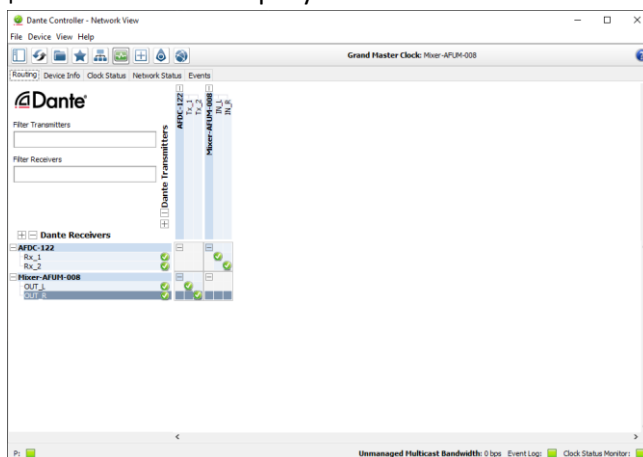 Dante Controller - Network View
File Device View Help
Grand Master Clock: Mixer-AFUM-008
Routing Device Info Clock Status Network Status Events
Dante
Filter Transmitters
Filter Receivers
Dante Transmitters
AFDC-122
Tx_1
Tx_2
Mixer-AFUM-008
IN_L
IN_R
Dante Receivers
AFDC-122
Rx_1
Rx_2
Mixer-AFUM-008
OUT_L
OUT_R
P: Unmanaged Multicast Bandwidth: 0 bps Event Log: Clock Status Monitor: